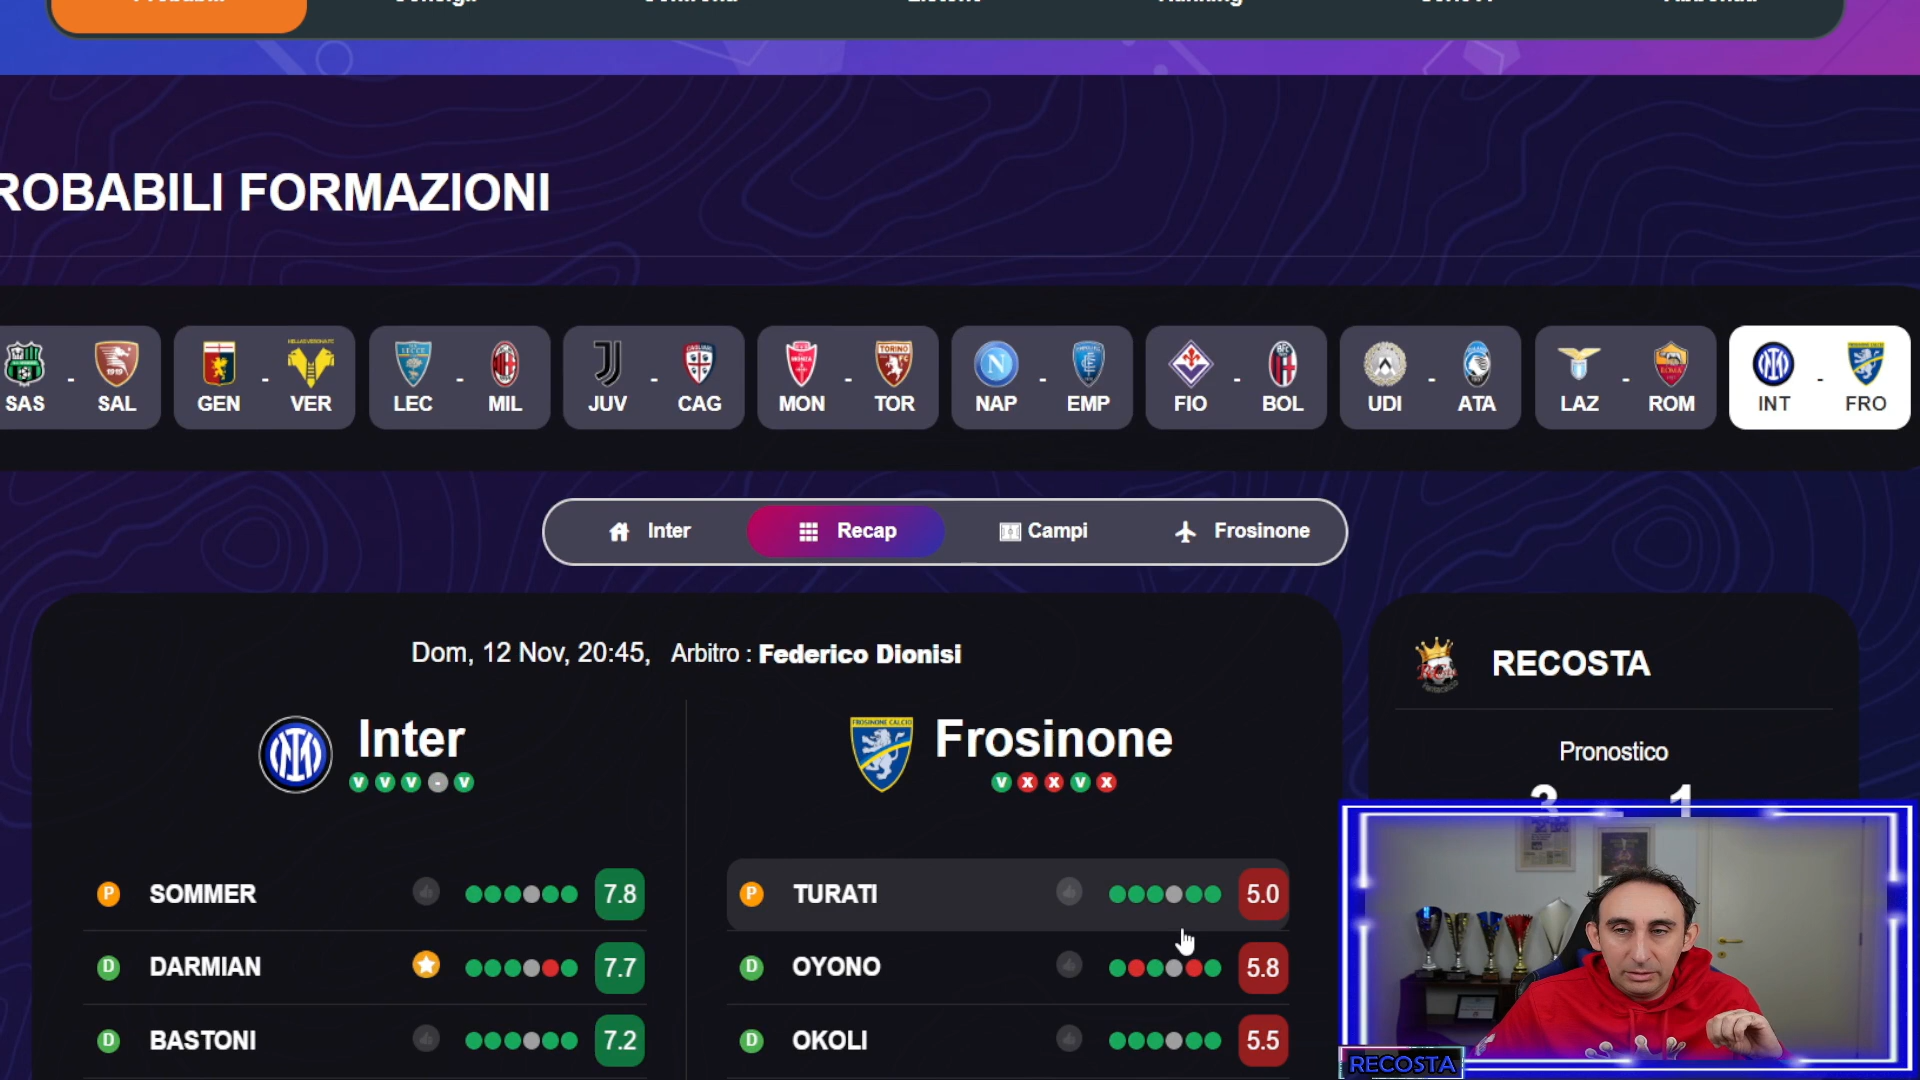 ROBABILI FORMAZIONI
SAS - SAL
GEN - VER
LEC - MIL
JUV - CAG
MON - TOR
NAP - EMP
FIO - BOL
UDI - ATA
LAZ - ROM
INT - FRO
Inter
Recap
Campi
Frosinone
Dom, 12 Nov, 20:45, Arbitro : Federico Dionisi
Inter
V V V - V
Frosinone
V X X V X
P SOMMER 7.8
D DARMIAN 7.7
D BASTONI 7.2
P TURATI 5.0
D OYONO 5.8
D OKOLI 5.5
RECOSTA
Pronostico
3 - 1
RECOSTA